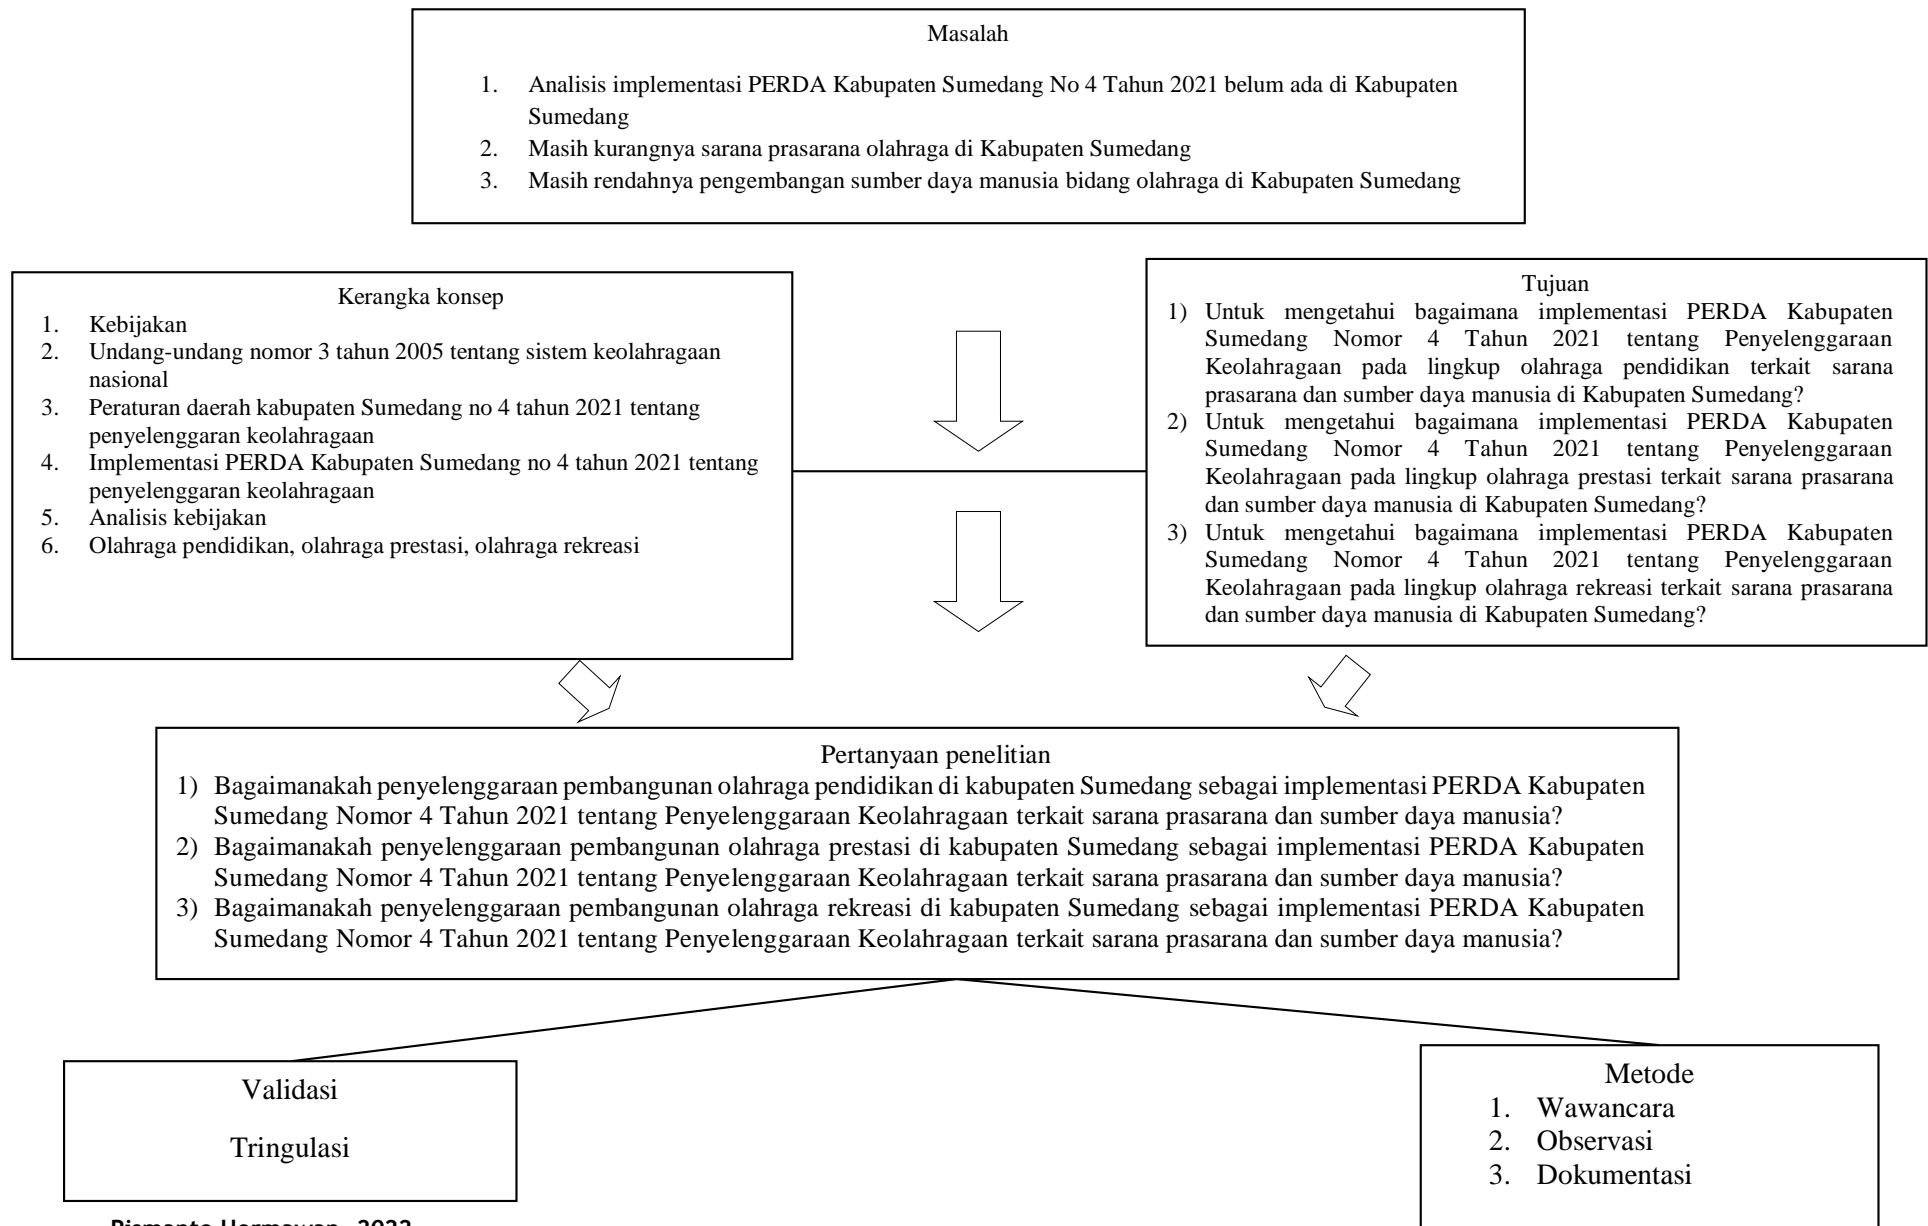 Masalah
1. Analisis implementasi PERDA Kabupaten Sumedang No 4 Tahun 2021 belum ada di Kabupaten
Sumedang
2. Masih kurangnya sarana prasarana olahraga di Kabupaten Sumedang
3. Masih rendahnya pengembangan sumber daya manusia bidang olahraga di Kabupaten Sumedang
Kerangka konsep
1. Kebijakan
2. Undang-undang nomor 3 tahun 2005 tentang sistem keolahragaan
nasional
3. Peraturan daerah kabupaten Sumedang no 4 tahun 2021 tentang
penyelenggaran keolahragaan
4. Implementasi PERDA Kabupaten Sumedang no 4 tahun 2021 tentang
penyelenggaran keolahragaan
5. Analisis kebijakan
6. Olahraga pendidikan, olahraga prestasi, olahraga rekreasi
Tujuan
1) Untuk mengetahui bagaimana implementasi PERDA Kabupaten
Sumedang Nomor 4 Tahun 2021 tentang Penyelenggaraan
Keolahragaan pada lingkup olahraga pendidikan terkait sarana
prasarana dan sumber daya manusia di Kabupaten Sumedang?
2) Untuk mengetahui bagaimana implementasi PERDA Kabupaten
Sumedang Nomor 4 Tahun 2021 tentang Penyelenggaraan
Keolahragaan pada lingkup olahraga prestasi terkait sarana prasarana
dan sumber daya manusia di Kabupaten Sumedang?
3) Untuk mengetahui bagaimana implementasi PERDA Kabupaten
Sumedang Nomor 4 Tahun 2021 tentang Penyelenggaraan
Keolahragaan pada lingkup olahraga rekreasi terkait sarana prasarana
dan sumber daya manusia di Kabupaten Sumedang?
Pertanyaan penelitian
1) Bagaimanakah penyelenggaraan pembangunan olahraga pendidikan di kabupaten Sumedang sebagai implementasi PERDA Kabupaten
Sumedang Nomor 4 Tahun 2021 tentang Penyelenggaraan Keolahragaan terkait sarana prasarana dan sumber daya manusia?
2) Bagaimanakah penyelenggaraan pembangunan olahraga prestasi di kabupaten Sumedang sebagai implementasi PERDA Kabupaten
Sumedang Nomor 4 Tahun 2021 tentang Penyelenggaraan Keolahragaan terkait sarana prasarana dan sumber daya manusia?
3) Bagaimanakah penyelenggaraan pembangunan olahraga rekreasi di kabupaten Sumedang sebagai implementasi PERDA Kabupaten
Sumedang Nomor 4 Tahun 2021 tentang Penyelenggaraan Keolahragaan terkait sarana prasarana dan sumber daya manusia?
Validasi
Tringulasi
Metode
1. Wawancara
2. Observasi
3. Dokumentasi